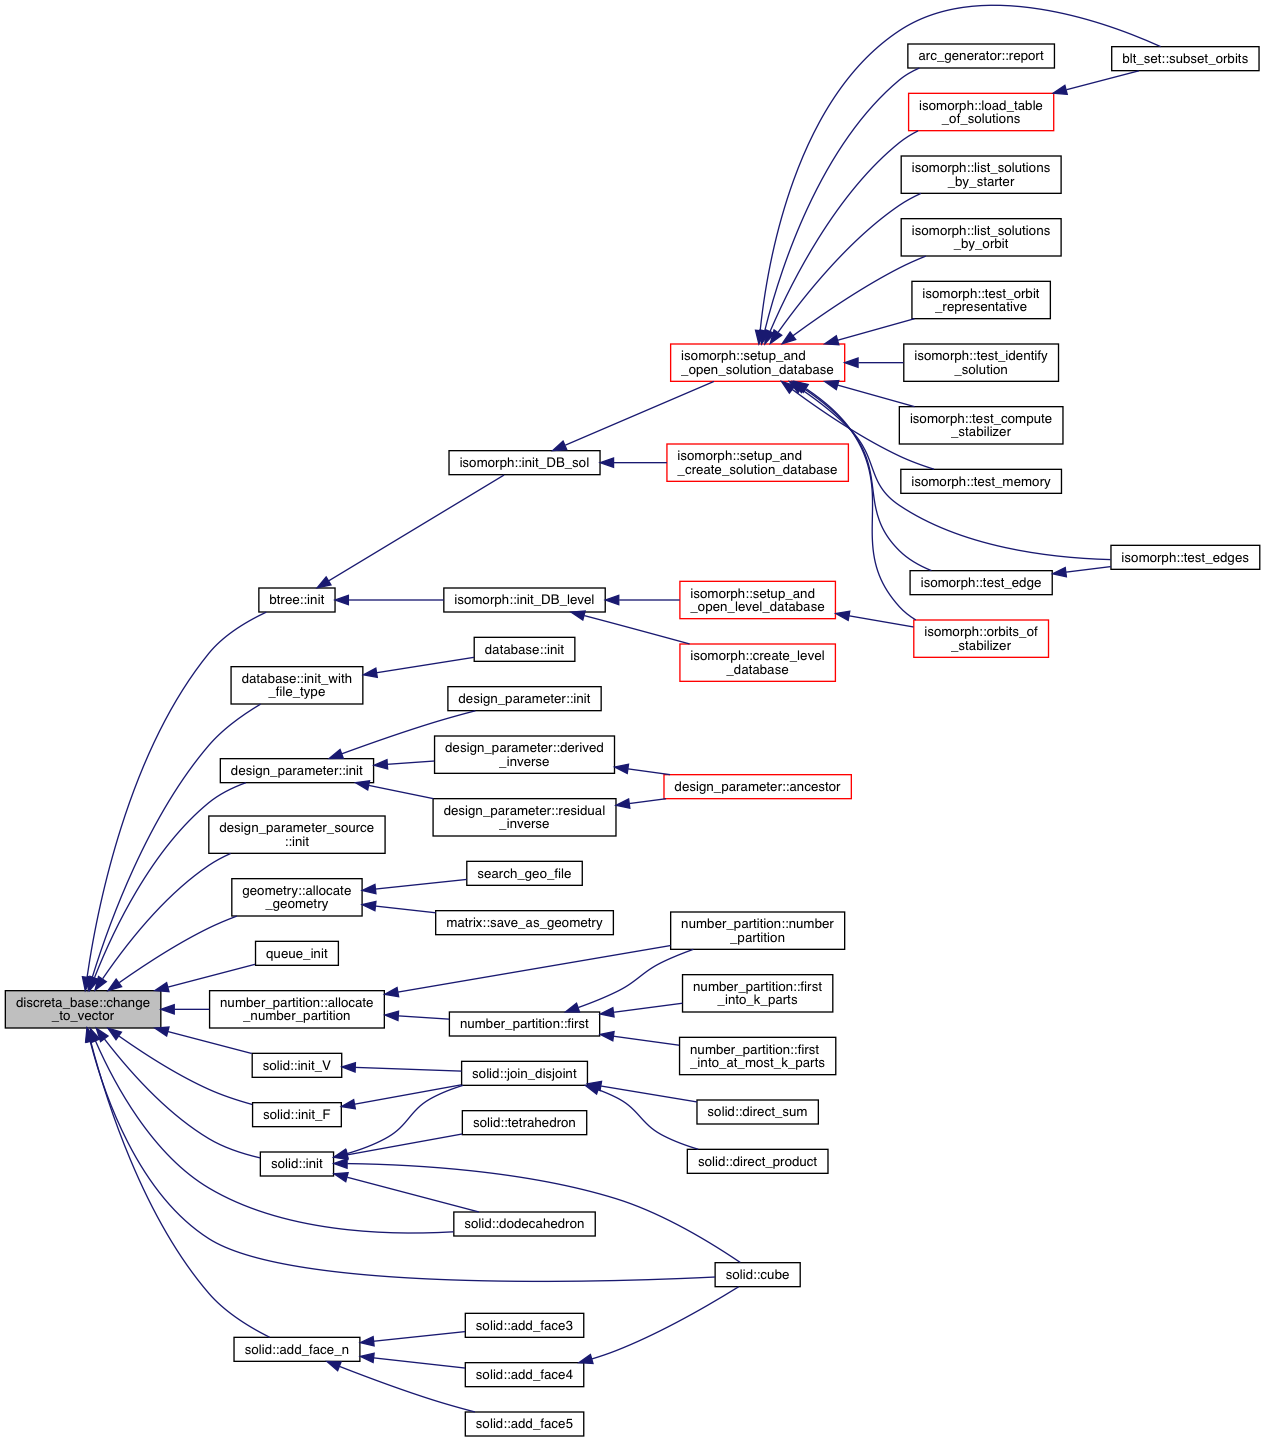 arc_generator::report
blt_set::subset_orbits
isomorph::load_table
_of_solutions
isomorph::list_solutions
_by_starter
isomorph::list_solutions
_by_orbit
isomorph::test_orbit
_representative
isomorph::setup_and
_open_solution_database
isomorph::test_identify
_solution
isomorph::test_compute
_stabilizer
isomorph::init_DB_sol
isomorph::setup_and
_create_solution_database
isomorph::test_memory
isomorph::test_edges
isomorph::test_edge
btree::init
isomorph::init_DB_level
isomorph::setup_and
_open_level_database
isomorph::orbits_of
_stabilizer
isomorph::create_level
_database
database::init
database::init_with
_file_type
design_parameter::init
design_parameter::derived
_inverse
design_parameter::init
design_parameter::ancestor
design_parameter::residual
_inverse
design_parameter_source
::init
search_geo_file
geometry::allocate
_geometry
matrix::save_as_geometry
number_partition::number
_partition
queue_init
discreta_base::change
_to_vector
number_partition::allocate
_number_partition
number_partition::first
_into_k_parts
number_partition::first
number_partition::first
_into_at_most_k_parts
solid::init_V
solid::join_disjoint
solid::init_F
solid::direct_sum
solid::tetrahedron
solid::init
solid::direct_product
solid::dodecahedron
solid::cube
solid::add_face3
solid::add_face_n
solid::add_face4
solid::add_face5